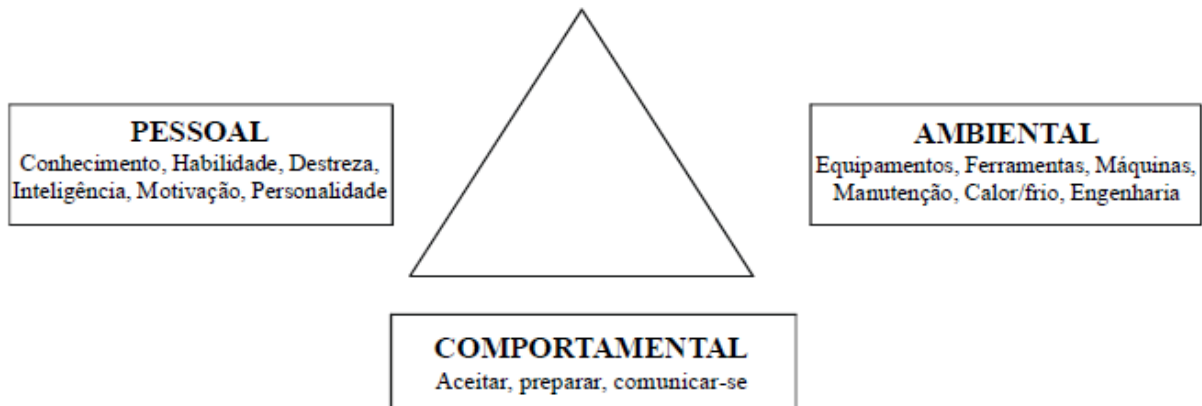 PESSOAL
Conhecimento, Habilidade, Destreza,
Inteligência, Motivação, Personalidade
AMBIENTAL
Equipamentos, Ferramentas, Máquinas,
Manutenção, Calor/frio, Engenharia
COMPORTAMENTAL
Aceitar, preparar, comunicar-se